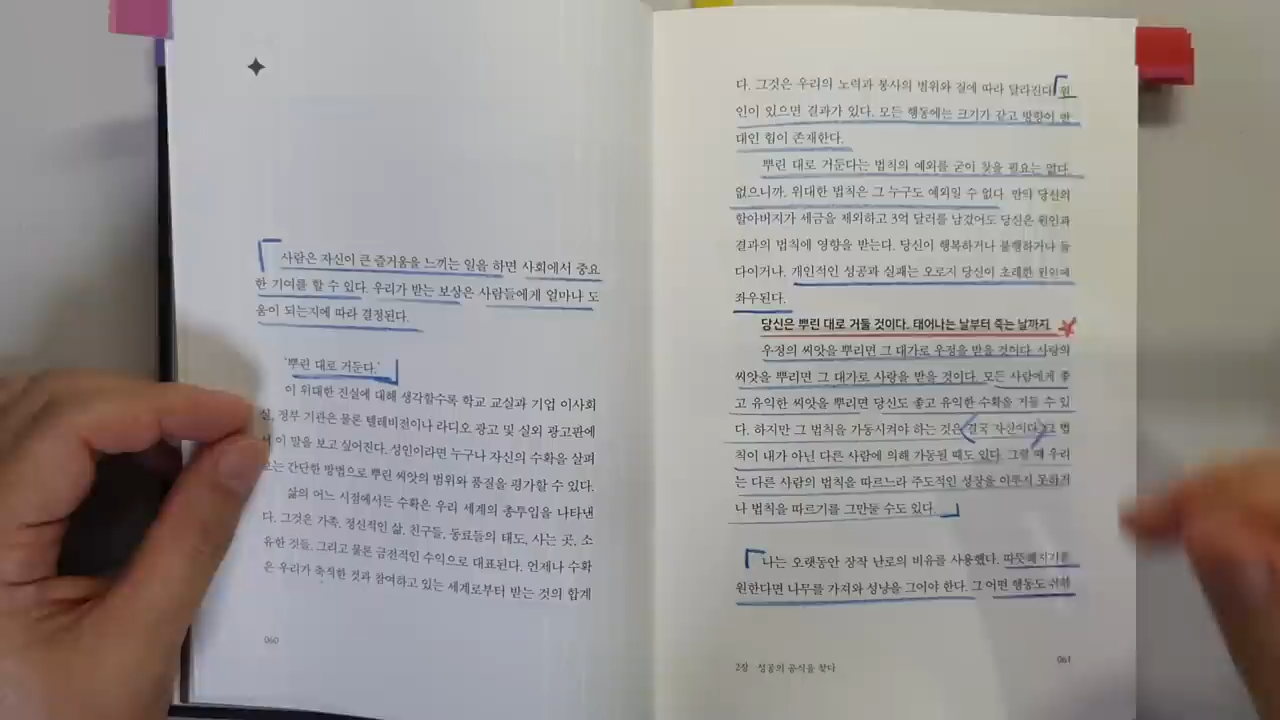 사람은 자신이 큰 즐거움을 느끼는 일을 하면 사회에서 중요
한 기여를 할 수 있다. 우리가 받는 보상은 사람들에게 얼마나 도
움이 되는지에 따라 결정된다.
‘뿌린 대로 거둔다.’
이 위대한 진실에 대해 생각할수록 학교 교실과 기업 이사회
실, 정부 기관은 물론 텔레비전이나 라디오 광고 및 실외 광고판에
서 이 말을 보고 싶어진다. 성인이라면 누구나 자신의 수확을 살펴
보는 간단한 방법으로 뿌린 씨앗의 범위와 품질을 평가할 수 있다.
삶의 어느 시점에서든 수확은 우리 세계의 총투입을 나타낸
다. 그것은 가족, 정신적인 삶, 친구들, 동료들의 태도, 사는 곳, 소
유한 것들, 그리고 물론 금전적인 수익으로 대표된다. 언제나 수확
은 우리가 축적한 것과 참여하고 있는 세계로부터 받는 것의 합계
060
다. 그것은 우리의 노력과 봉사의 범위와 질에 따라 달라진다. 원
인이 있으면 결과가 있다. 모든 행동에는 크기가 같고 방향이 반
대인 힘이 존재한다.
뿌린 대로 거둔다는 법칙의 예외를 굳이 찾을 필요는 없다.
없으니까. 위대한 법칙은 그 누구도 예외일 수 없다. 만약 당신의
할아버지가 세금을 제외하고 3억 달러를 남겼어도 당신은 원인과
결과의 법칙에 영향을 받는다. 당신이 행복하거나 불행하거나 둘
다이거나, 개인적인 성공과 실패는 오로지 당신이 초래한 원인에
좌우된다.
당신은 뿌린 대로 거둘 것이다. 태어나는 날부터 죽는 날까지.
우정의 씨앗을 뿌리면 그 대가로 우정을 받을 것이다. 사랑의
씨앗을 뿌리면 그 대가로 사랑을 받을 것이다. 모든 사람에게 좋
고 유익한 씨앗을 뿌리면 당신도 좋고 유익한 수확을 거둘 수 있
다. 하지만 그 법칙을 가동시켜야 하는 것은 결국 자신이다. 그 법
칙이 내가 아닌 다른 사람에 의해 가동될 때도 있다. 그럴 때 우리
는 다른 사람의 법칙을 따르느라 주도적인 성장을 이루지 못하거
나 법칙을 따르기를 그만둘 수도 있다.
나는 오랫동안 장작 난로의 비유를 사용했다. 따뜻해지기를
원한다면 나무를 가져와 성냥을 그어야 한다. 그 어떤 행동도 취하
2장 성공의 공식을 찾다
061